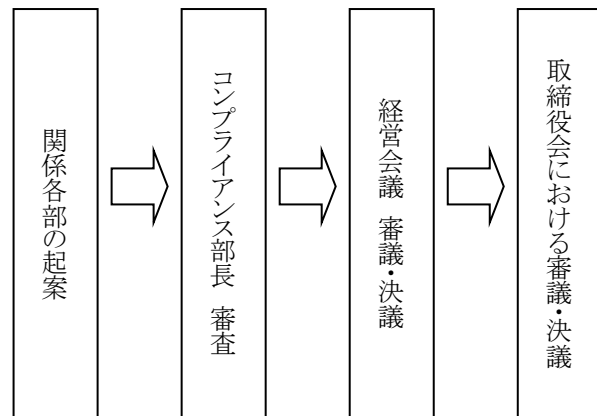 関係各部の起案
コンプライアンス部長　審査
経営会議　審議・決議
取締役会における審議・決議